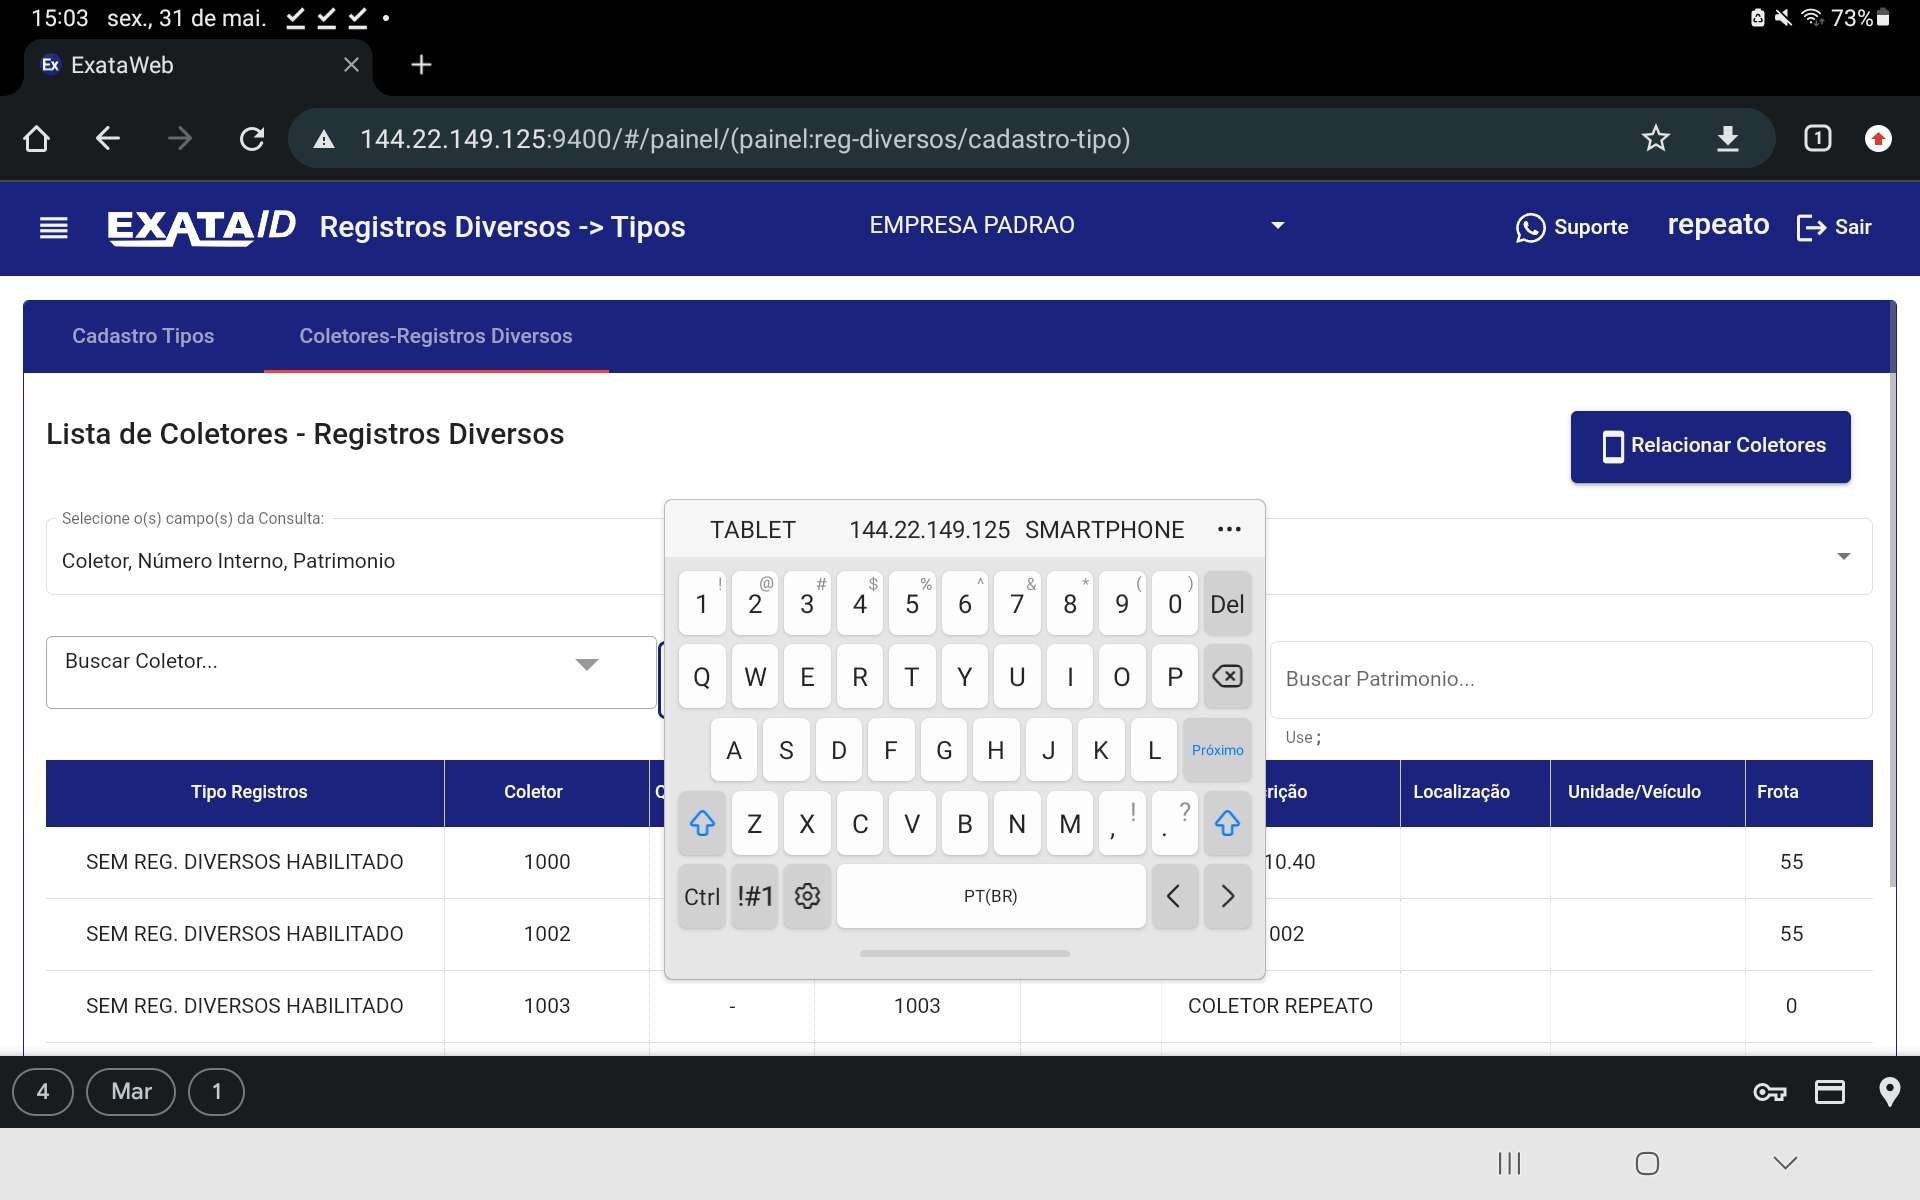 15:03 sex., 31 de mai.
73%
Ex ExataWeb
144.22.149.125:9400/#/painel/(painel:reg-diversos/cadastro-tipo)
1
EXATAID Registros Diversos -> Tipos EMPRESA PADRAO Suporte repeato Sair
Cadastro Tipos Coletores-Registros Diversos
Lista de Coletores - Registros Diversos
Relacionar Coletores
Selecione o(s) campo(s) da Consulta:
Coletor, Número Interno, Patrimonio
Buscar Coletor...
Buscar Patrimonio...
Use ;
TABLET 144.22.149.125 SMARTPHONE ...
! @ # $ % ^ & * ( )
1 2 3 4 5 6 7 8 9 0 Del
Q W E R T Y U I O P
A S D F G H J K L Próximo
Z X C V B N M , ! . ?
Ctrl !#1 PT(BR) < >
Tipo Registros Coletor rição Localização Unidade/Veículo Frota
SEM REG. DIVERSOS HABILITADO 1000 10.40 55
SEM REG. DIVERSOS HABILITADO 1002 002 55
SEM REG. DIVERSOS HABILITADO 1003 - 1003 COLETOR REPEATO 0
4 Mar 1